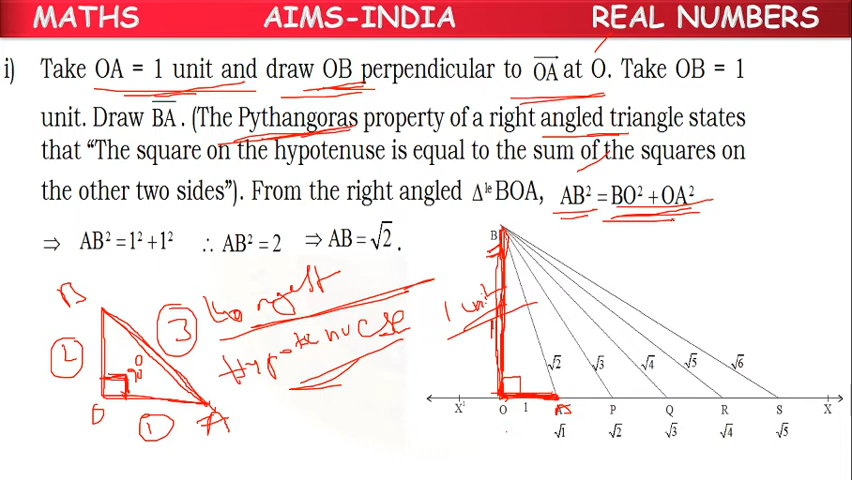 MATHS AIMS-INDIA REAL NUMBERS
i) Take OA = 1 unit and draw OB perpendicular to OA at O. Take OB = 1
unit. Draw BA. (The Pythangoras property of a right angled triangle states
that “The square on the hypotenuse is equal to the sum of the squares on
the other two sides”). From the right angled Δle BOA, AB² = BO² + OA²
⇒ AB² = 1² + 1² ∴ AB² = 2 ⇒ AB = √2 .
B
B
Longest
3
1 unit
2
Hypotenuse
90°
√2 √3 √4 √5 √6
O
1
A
X¹ O 1 A P Q R S X
√1 √2 √3 √4 √5